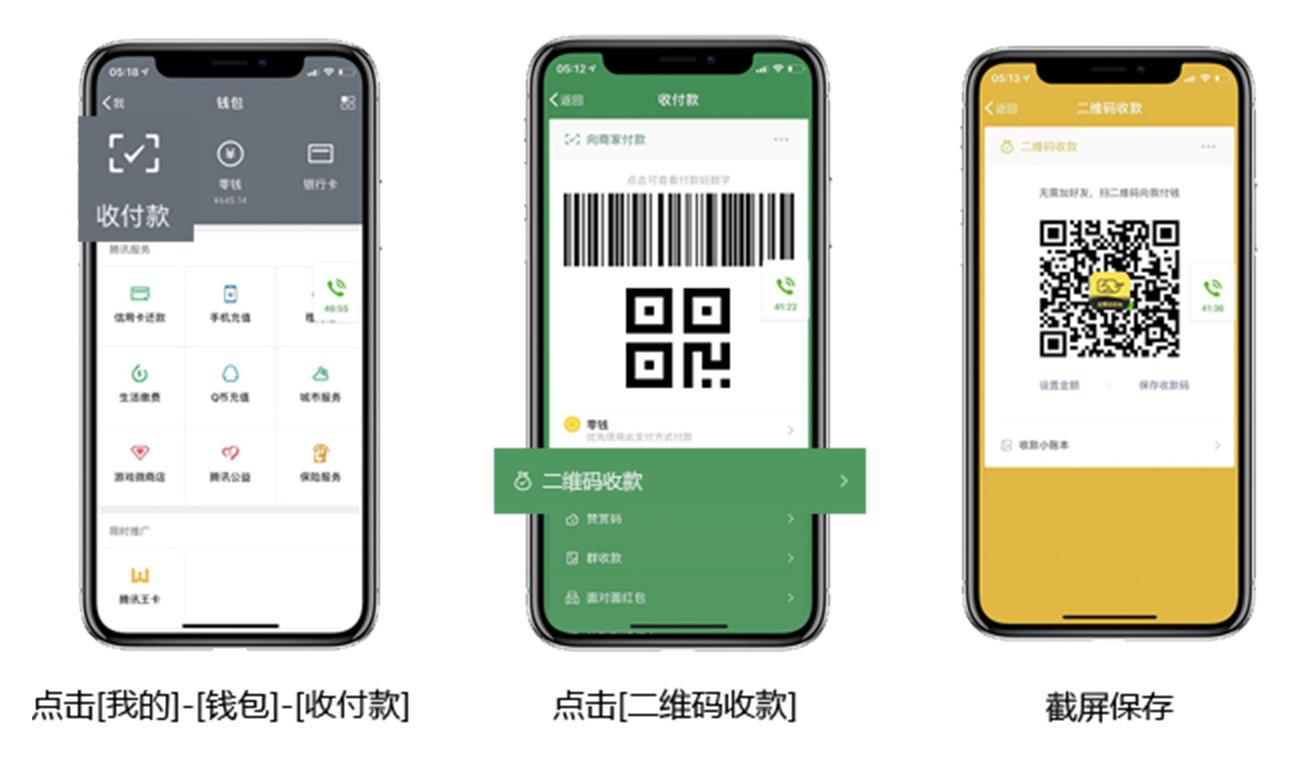 05:18
我
钱包
收付款
零钱
¥645.14
银行卡
腾讯服务
信用卡还款
手机充值
46:55
生活缴费
Q币充值
城市服务
游戏微商店
腾讯公益
保险服务
限时推广
腾讯王卡
点击[我的]-[钱包]-[收付款]
05:12
返回
收付款
向商家付款
点击可查看付款码数字
41:22
零钱
优先使用此支付方式付款
二维码收款
赞赏码
群收款
面对面红包
点击[二维码收款]
05:13
返回
二维码收款
二维码收款
无需加好友，扫二维码向我付钱
41:36
设置金额
保存收款码
收款小账本
截屏保存